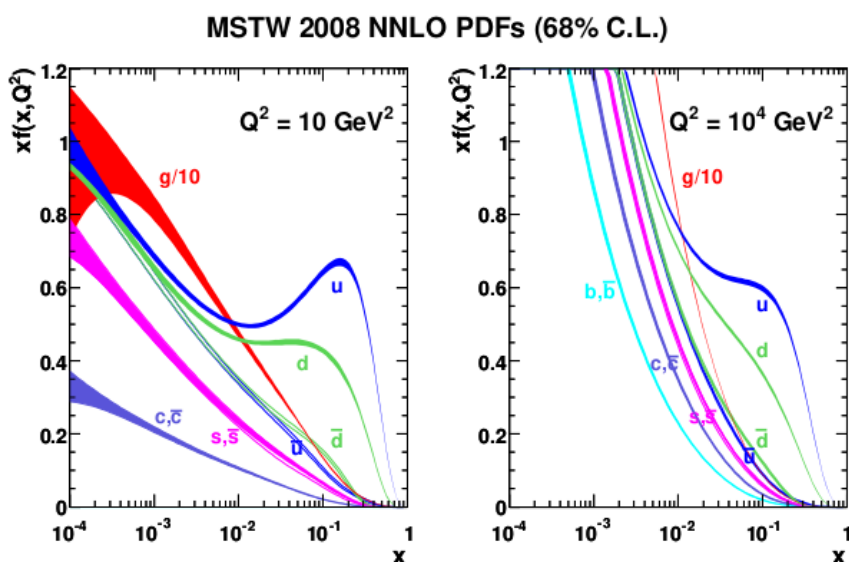 MSTW 2008 NNLO PDFs (68% C.L.)
xf(x,Q²)
1.2
1
0.8
0.6
0.4
0.2
0
Q² = 10 GeV²
g/10
u
d
c,c̅
s,s̅
d̅
u̅
10⁻⁴
10⁻³
10⁻²
10⁻¹
1
x
xf(x,Q²)
1.2
1
0.8
0.6
0.4
0.2
0
Q² = 10⁴ GeV²
g/10
b,b̅
u
d
c,c̅
s,s̅
d̅
u̅
10⁻⁴
10⁻³
10⁻²
10⁻¹
1
x